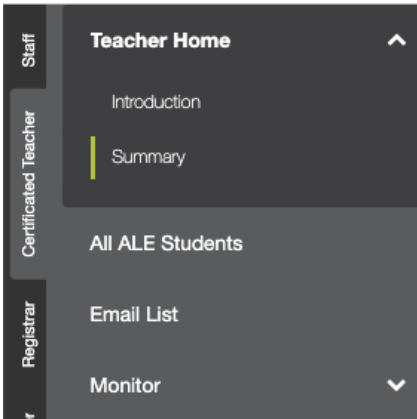 Staff
Certificated Teacher
Registrar
Teacher Home
Introduction
Summary
All ALE Students
Email List
Monitor